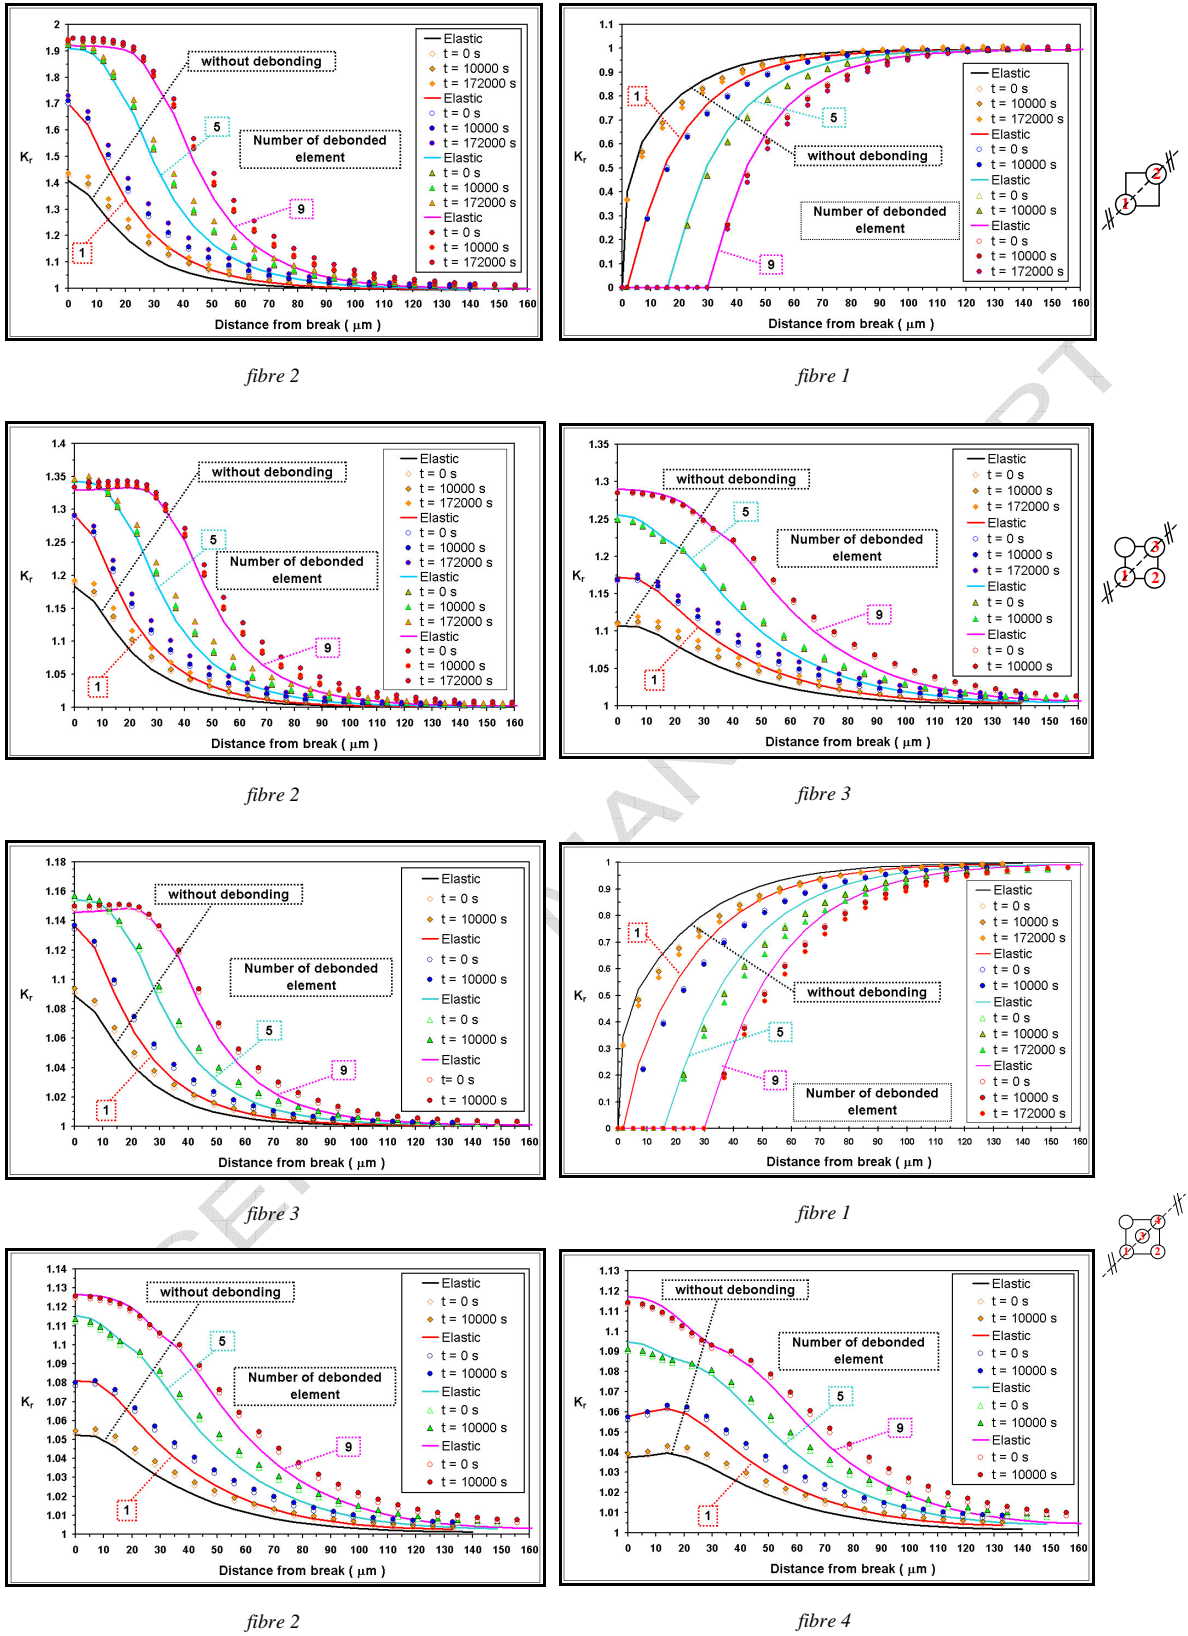 2
1.9
1.8
1.7
1.6
1.5
1.4
1.3
1.2
1.1
1
Kr
0 10 20 30 40 50 60 70 80 90 100 110 120 130 140 150 160
Distance from break ( μm )
without debonding
5
Number of debonded
element
9
1
Elastic
t = 0 s
t = 10000 s
t = 172000 s
Elastic
t = 0 s
t = 10000 s
t = 172000 s
Elastic
t = 0 s
t = 10000 s
t = 172000 s
Elastic
t = 0 s
t = 10000 s
t = 172000 s
fibre 2
1.1
1
0.9
0.8
0.7
0.6
0.5
0.4
0.3
0.2
0.1
0
Kr
0 10 20 30 40 50 60 70 80 90 100 110 120 130 140 150 160
Distance from break ( μm )
1
5
without debonding
Number of debonded
element
9
Elastic
t = 0 s
t = 10000 s
t = 172000 s
Elastic
t = 0 s
t = 10000 s
Elastic
t = 0 s
t = 10000 s
Elastic
t = 0 s
t = 10000 s
t = 172000 s
fibre 1
2
1
1.4
1.35
1.3
1.25
1.2
1.15
1.1
1.05
1
Kr
0 10 20 30 40 50 60 70 80 90 100 110 120 130 140 150 160
Distance from break ( μm )
without debonding
5
Number of debonded
element
9
1
Elastic
t = 0 s
t = 10000 s
t = 172000 s
Elastic
t = 0 s
t = 10000 s
t = 172000 s
Elastic
t = 0 s
t = 10000 s
t = 172000 s
Elastic
t = 0 s
t = 10000 s
t = 172000 s
fibre 2
1.35
1.3
1.25
1.2
1.15
1.1
1.05
1
Kr
0 10 20 30 40 50 60 70 80 90 100 110 120 130 140 150 160
Distance from break ( μm )
without debonding
5
Number of debonded
element
9
1
Elastic
t = 0 s
t = 10000 s
t = 172000 s
Elastic
t = 0 s
t = 10000 s
t = 172000 s
Elastic
t = 0 s
t = 10000 s
Elastic
t = 0 s
t = 10000 s
fibre 3
3
1 2
1.18
1.16
1.14
1.12
1.1
1.08
1.06
1.04
1.02
1
Kr
0 10 20 30 40 50 60 70 80 90 100 110 120 130 140 150 160
Distance from break ( μm )
without debonding
Number of debonded
element
5
9
1
Elastic
t = 0 s
t = 10000 s
Elastic
t = 0 s
t = 10000 s
Elastic
t = 0 s
t = 10000 s
Elastic
t= 0 s
t = 10000 s
fibre 3
1
0.9
0.8
0.7
0.6
0.5
0.4
0.3
0.2
0.1
0
Kr
0 10 20 30 40 50 60 70 80 90 100 110 120 130 140 150 160
Distance from break ( μm )
1
without debonding
5
9
Number of debonded
element
Elastic
t = 0 s
t = 10000 s
t = 172000 s
Elastic
t = 0 s
t = 10000 s
Elastic
t = 0 s
t = 10000 s
t = 172000 s
Elastic
t = 0 s
t = 10000 s
t = 172000 s
fibre 1
4
3
1 2
1.14
1.13
1.12
1.11
1.1
1.09
1.08
1.07
1.06
1.05
1.04
1.03
1.02
1.01
1
Kr
0 10 20 30 40 50 60 70 80 90 100 110 120 130 140 150 160
Distance from break ( μm )
without debonding
5
Number of debonded
element
9
1
Elastic
t = 0 s
t = 10000 s
Elastic
t = 0 s
t = 10000 s
Elastic
t = 0 s
t = 10000 s
Elastic
t = 0 s
t = 10000 s
fibre 2
1.13
1.12
1.11
1.1
1.09
1.08
1.07
1.06
1.05
1.04
1.03
1.02
1.01
1
Kr
0 10 20 30 40 50 60 70 80 90 100 110 120 130 140 150 160
Distance from break ( μm )
without debonding
Number of debonded
element
5
9
1
Elastic
t = 0 s
t = 10000 s
Elastic
t = 0 s
t = 10000 s
Elastic
t = 0 s
t = 10000 s
Elastic
t = 0 s
t = 10000 s
fibre 4